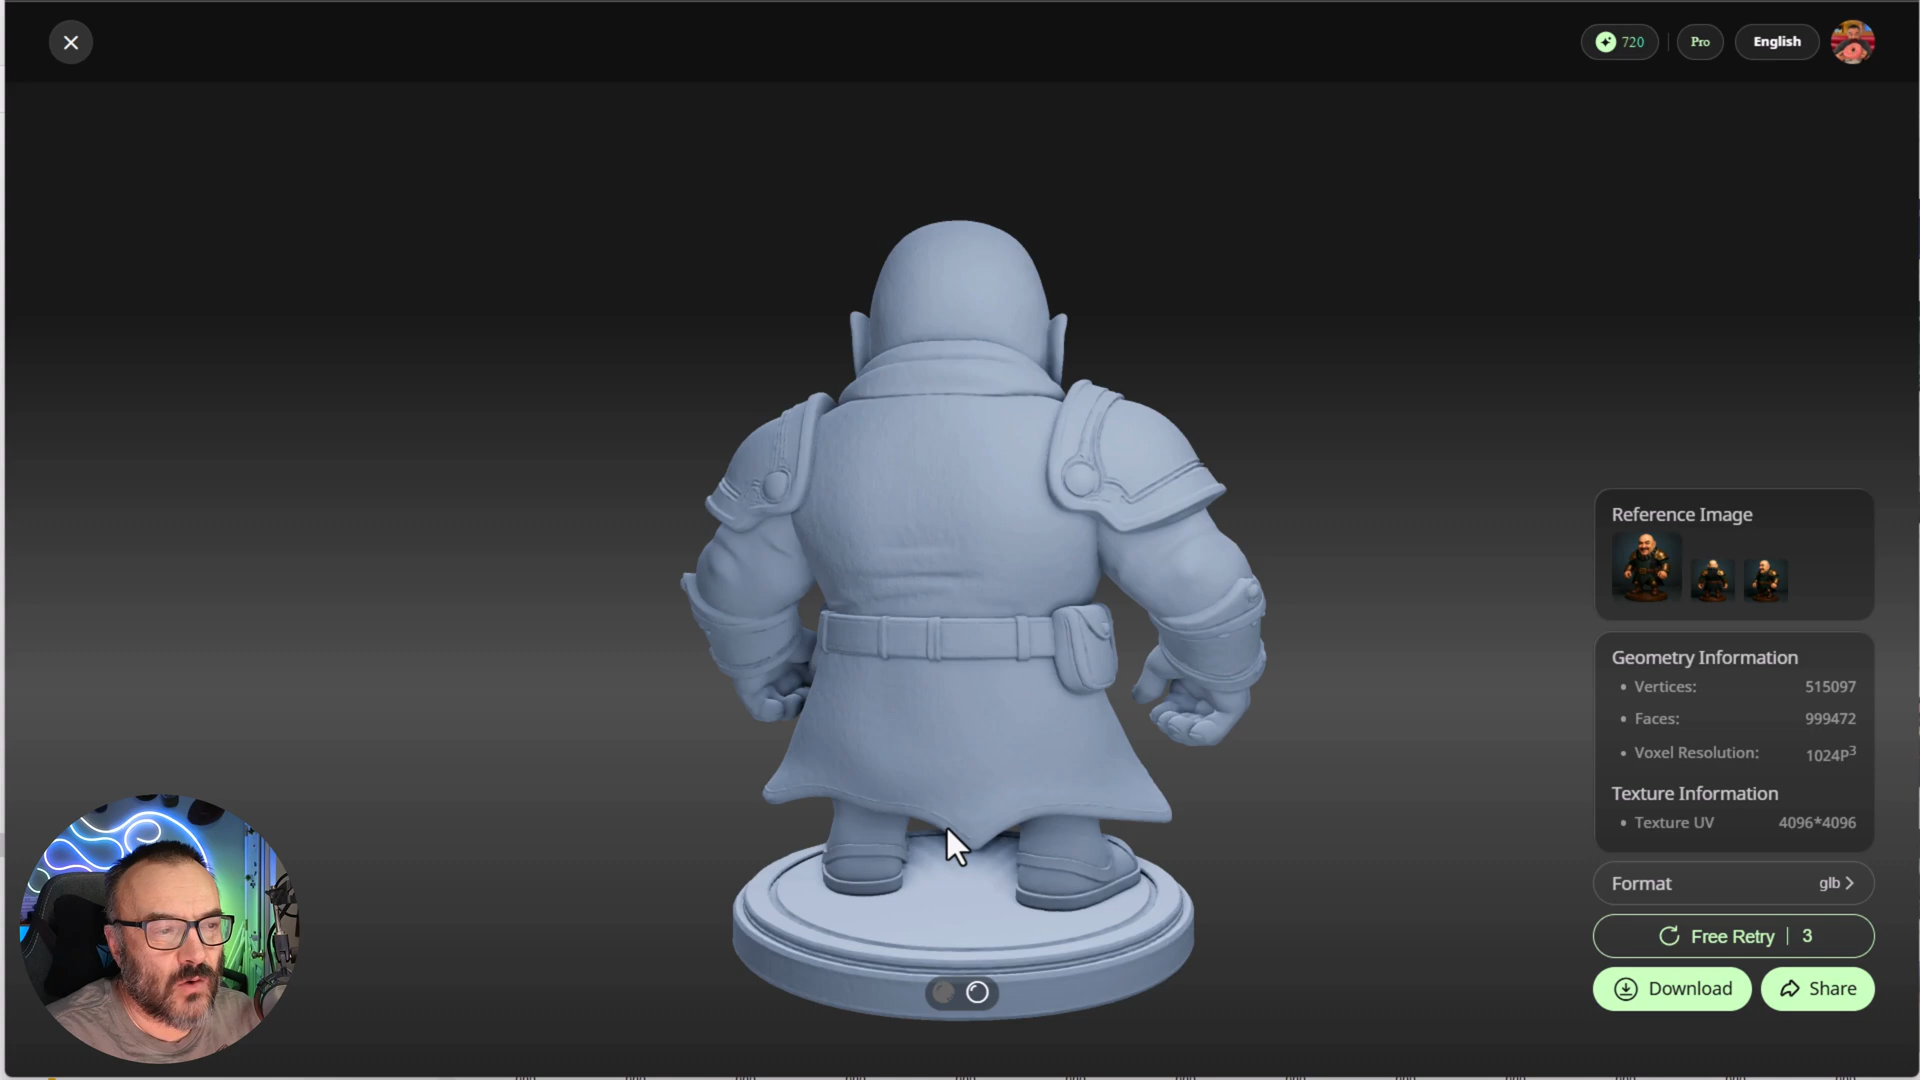 720
Pro
English
Reference Image
Geometry Information
• Vertices: 515097
• Faces: 999472
• Voxel Resolution: 1024P³
Texture Information
• Texture UV 4096*4096
Format glb
Free Retry | 3
Download
Share